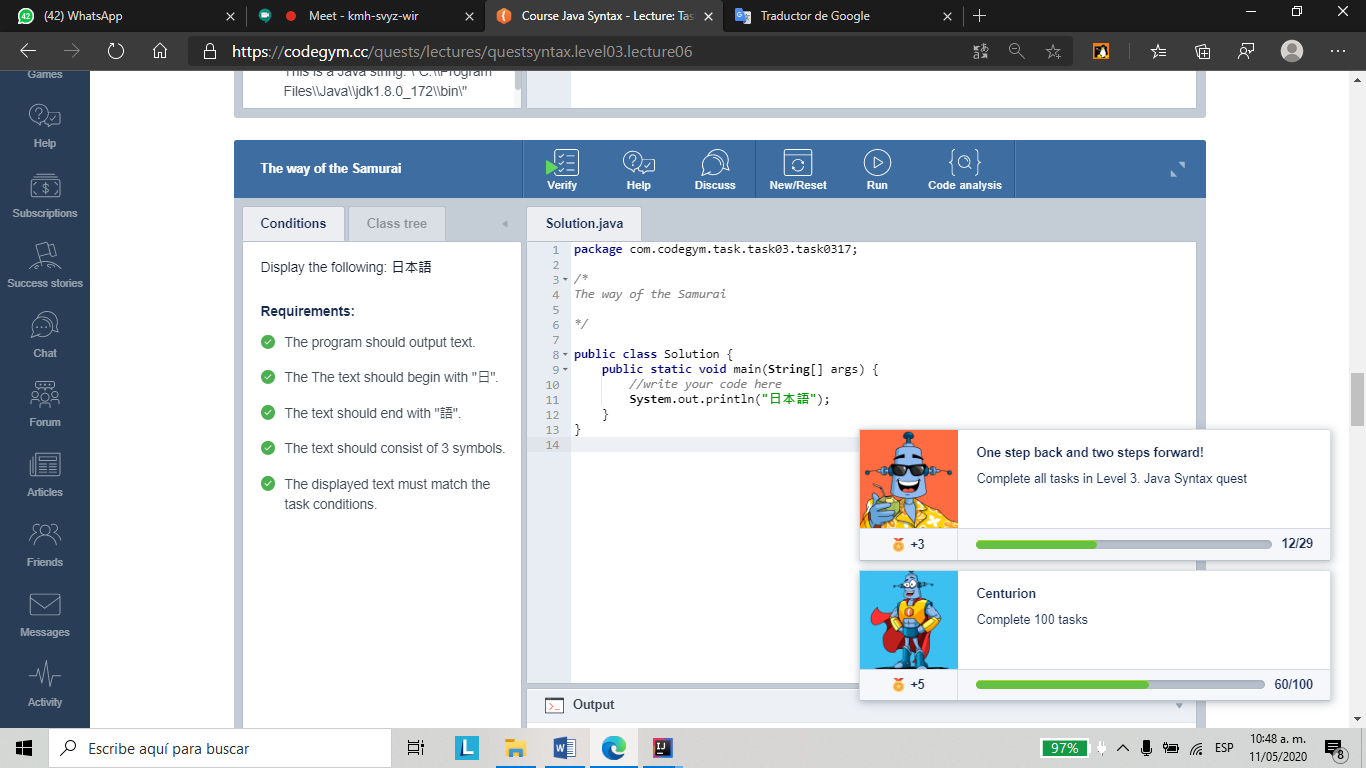 42
(42) WhatsApp
Meet - kmh-svyz-wir
Course Java Syntax - Lecture: Tas
Traductor de Google
https://codegym.cc/quests/lectures/questsyntax.level03.lecture06
Games
Help
Subscriptions
Success stories
Chat
Forum
Articles
Friends
Messages
Activity
This is a Java string: \"C:\\Program
Files\\Java\\jdk1.8.0_172\\bin\"
The way of the Samurai
Verify
Help
Discuss
New/Reset
Run
Code analysis
Conditions
Class tree
Solution.java
Display the following: 日本語
Requirements:
The program should output text.
The The text should begin with "日".
The text should end with "語".
The text should consist of 3 symbols.
The displayed text must match the
task conditions.
1 package com.codegym.task.task03.task0317;
2
3 /*
4 The way of the Samurai
5
6 */
7
8 public class Solution {
9 public static void main(String[] args) {
10 //write your code here
11 System.out.println("日本語");
12 }
13 }
14
One step back and two steps forward!
Complete all tasks in Level 3. Java Syntax quest
+3
12/29
Centurion
Complete 100 tasks
+5
60/100
Output
Escribe aquí para buscar
97%
ESP
10:48 a. m.
11/05/2020
8